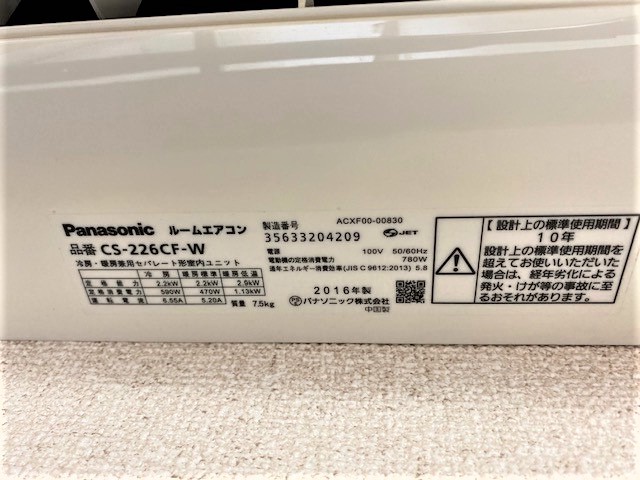 Panasonic ルームエアコン
品番 CS-226CF-W
冷房・暖房兼用セパレート形室内ユニット
冷房 暖房標準 暖房低温
定格能力 2.2kW 2.2kW 2.9kW
定格消費電力 580W 470W 1.13kW
運転電流 6.55A 5.20A
質量 7.5kg
ACXF00-00830
製造番号
35633204209
JET
電源 100V 50/60Hz
電動機の定格消費電力 780W
通年エネルギー消費効率(JIS C 9612:2013) 5.8
2016年製
パナソニック株式会社
中国製
【設計上の標準使用期間】
10年
設計上の標準使用期間を
超えてお使いいただいた
場合は、経年劣化による
発火・けが等の事故に至
るおそれがあります。